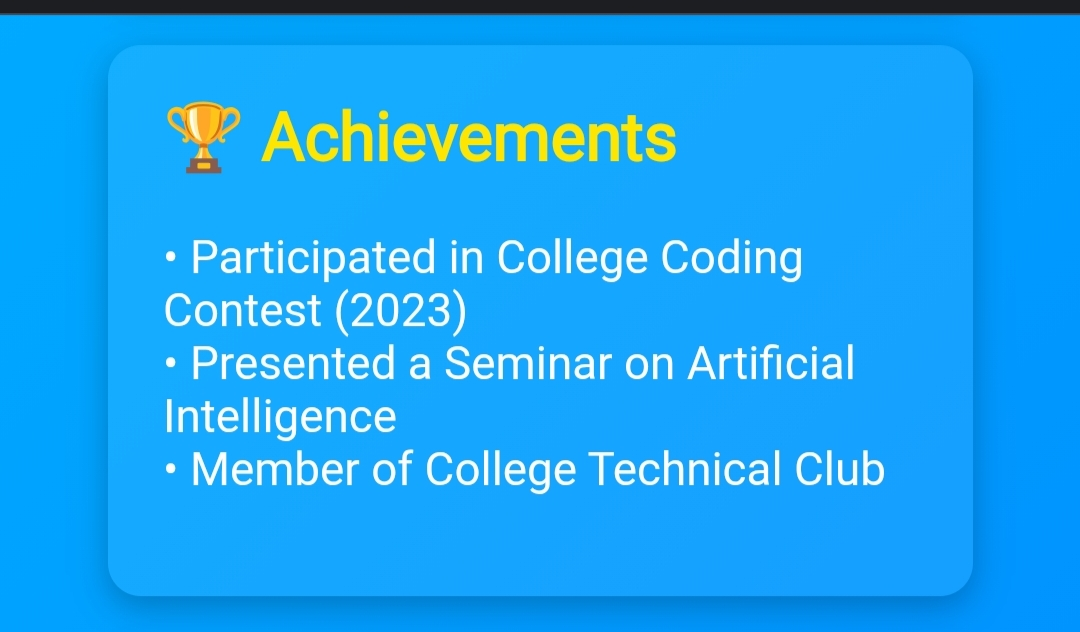 🏆 Achievements
• Participated in College Coding
Contest (2023)
• Presented a Seminar on Artificial
Intelligence
• Member of College Technical Club